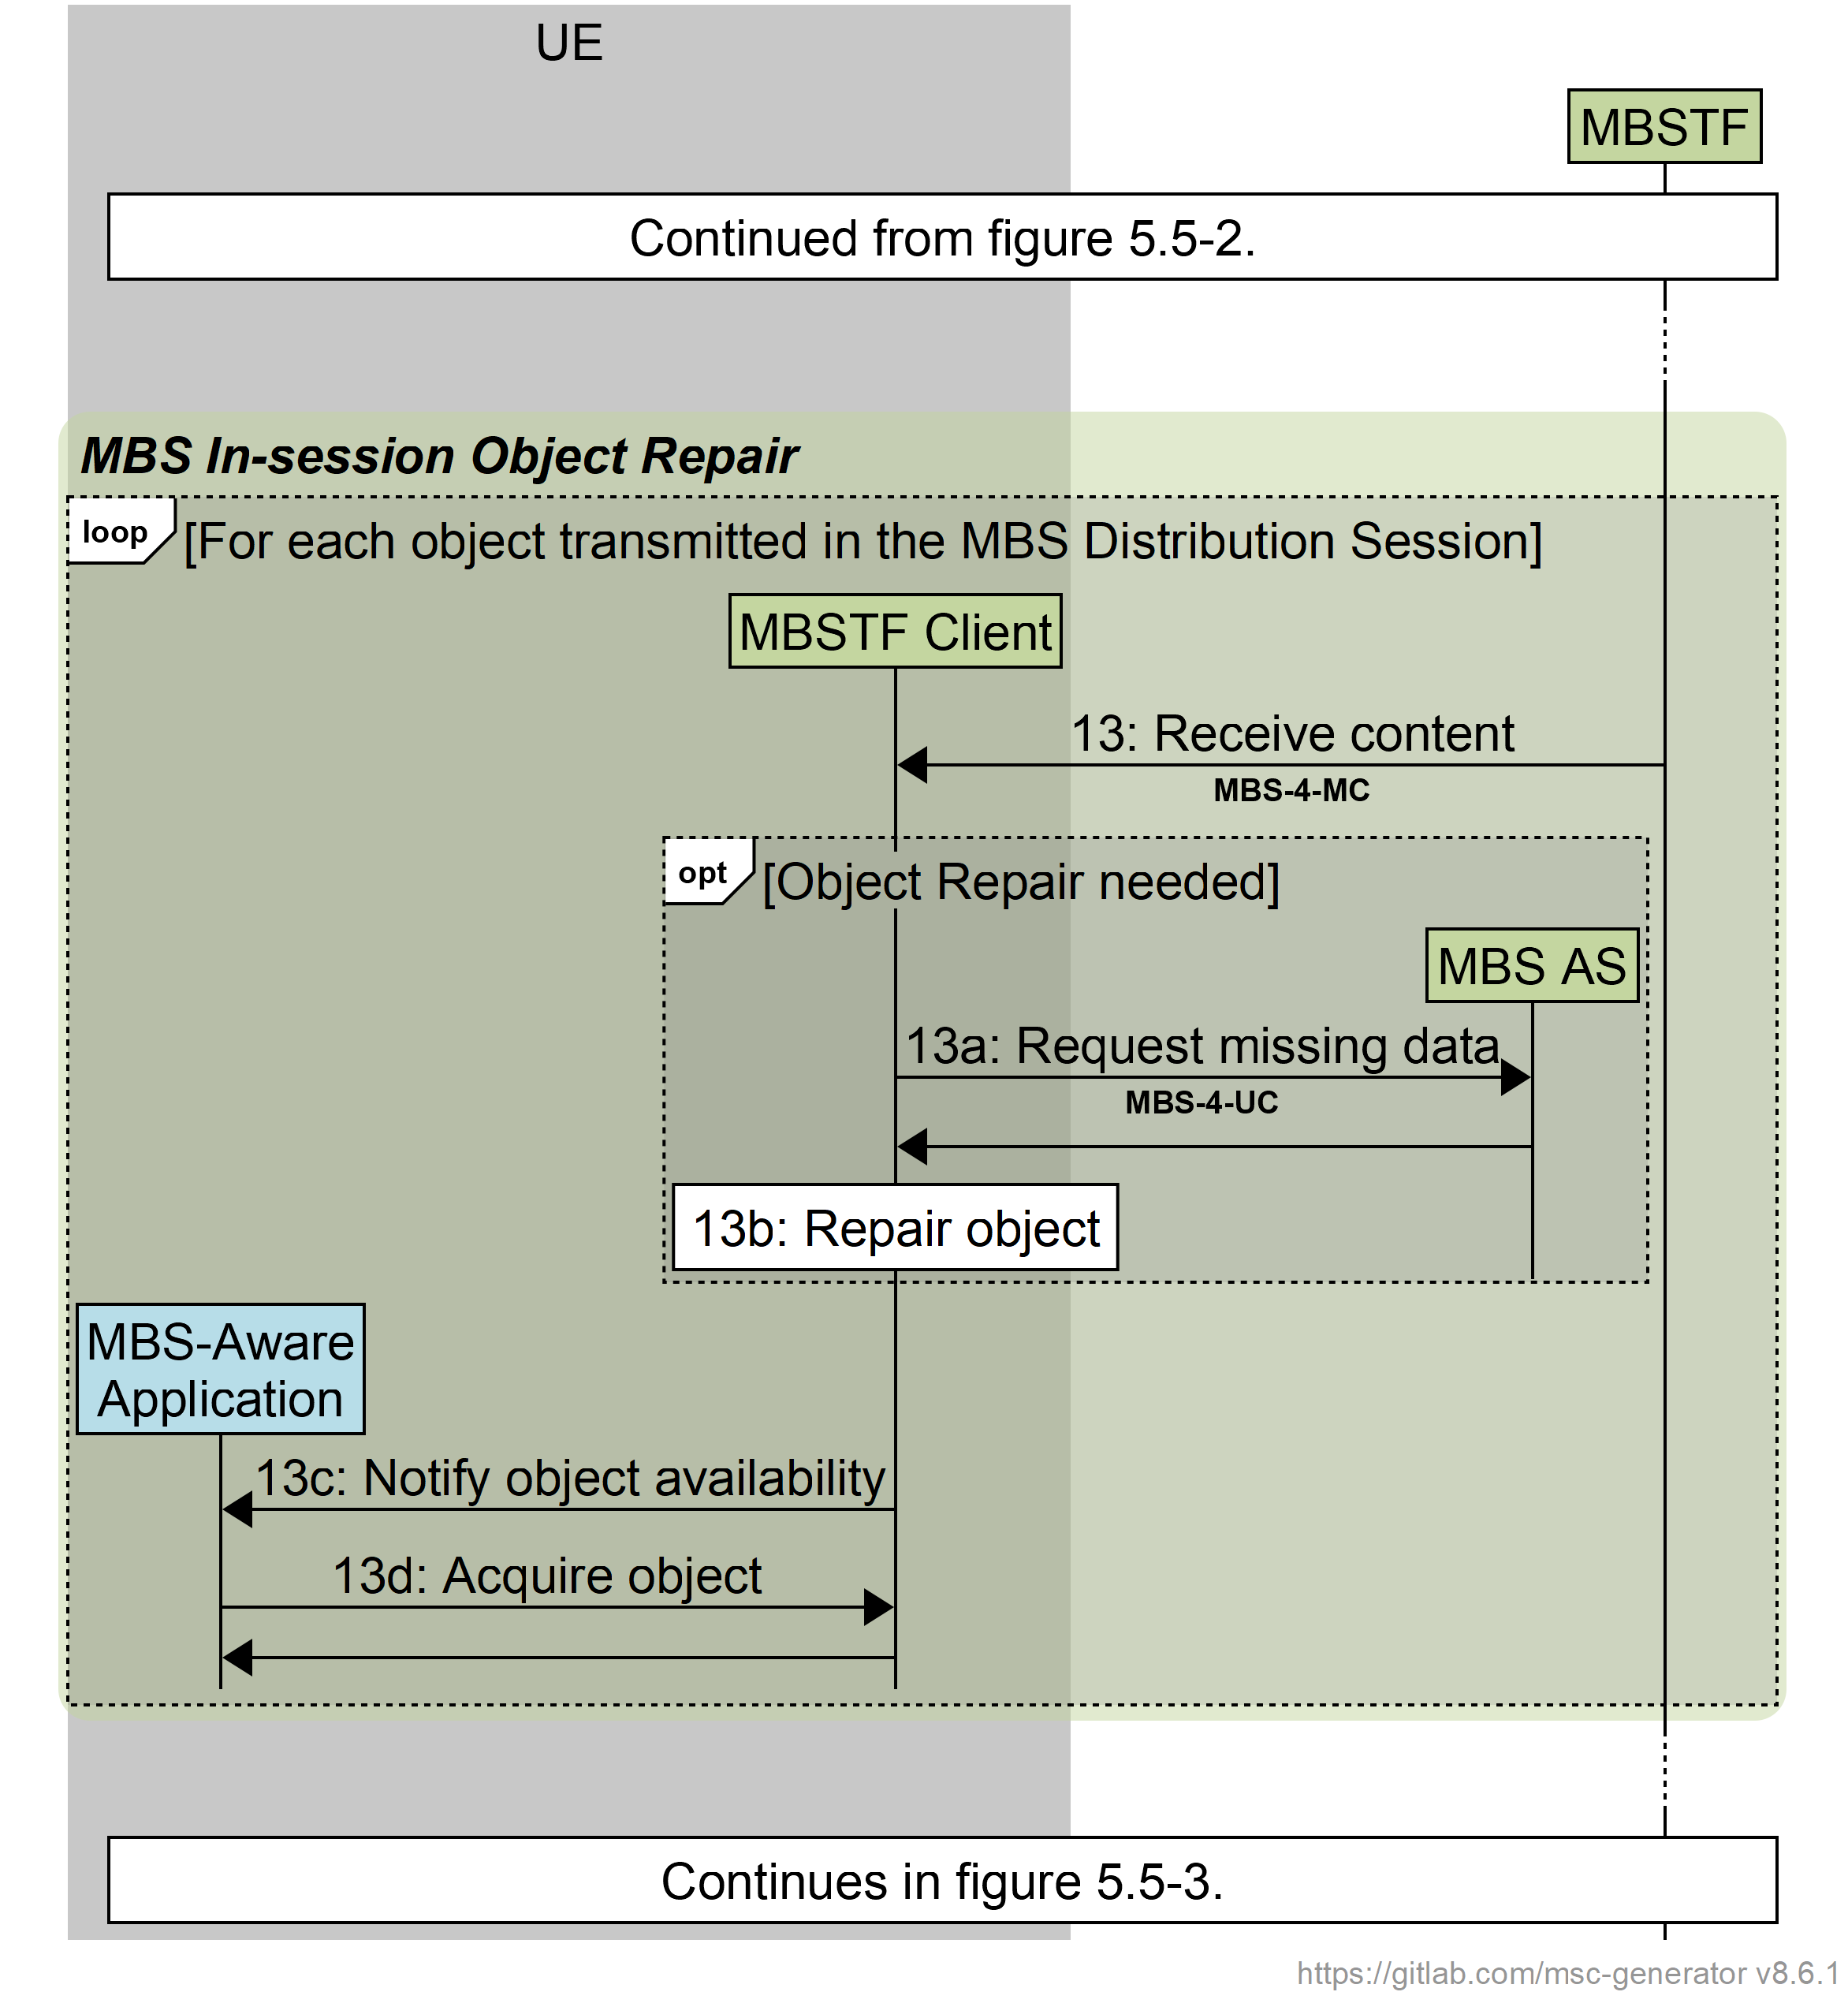 UE
MBSTF
Continued from figure 5.5-2.
MBS In-session Object Repair
loop
[For each object transmitted in the MBS Distribution Session]
MBSTF Client
13: Receive content
MBS-4-MC
opt
[Object Repair needed]
MBS AS
13a: Request missing data
MBS-4-UC
13b: Repair object
MBS-Aware
Application
13c: Notify object availability
13d: Acquire object
Continues in figure 5.5-3.
https://gitlab.com/msc-generator v8.6.1